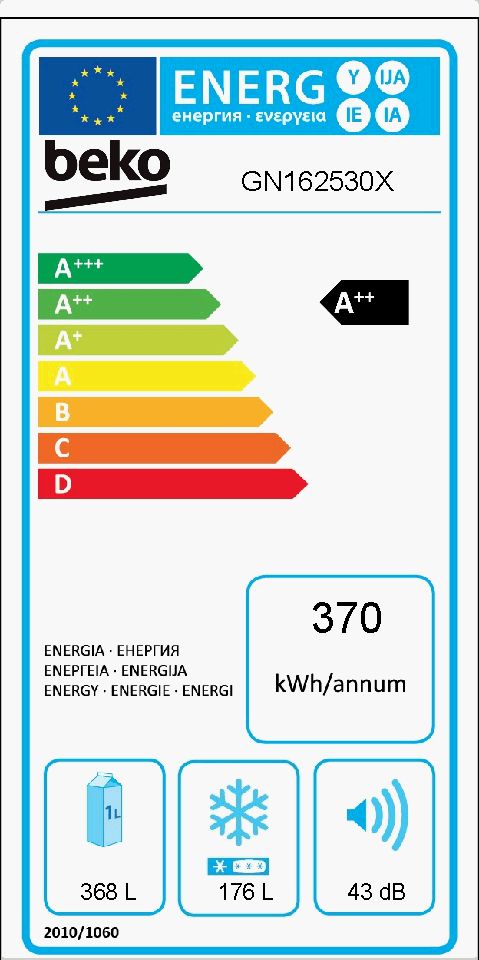 ENERG
Y
IJA
IE
IA
енергия · ενεργεια
beko
GN162530X
A+++
A++
A++
A+
A
B
C
D
370
kWh/annum
ENERGIA · ЕНЕРГИЯ
ΕΝΕΡΓΕΙΑ · ENERGIJA
ENERGY · ENERGIE · ENERGI
1L
368 L
176 L
43 dB
2010/1060